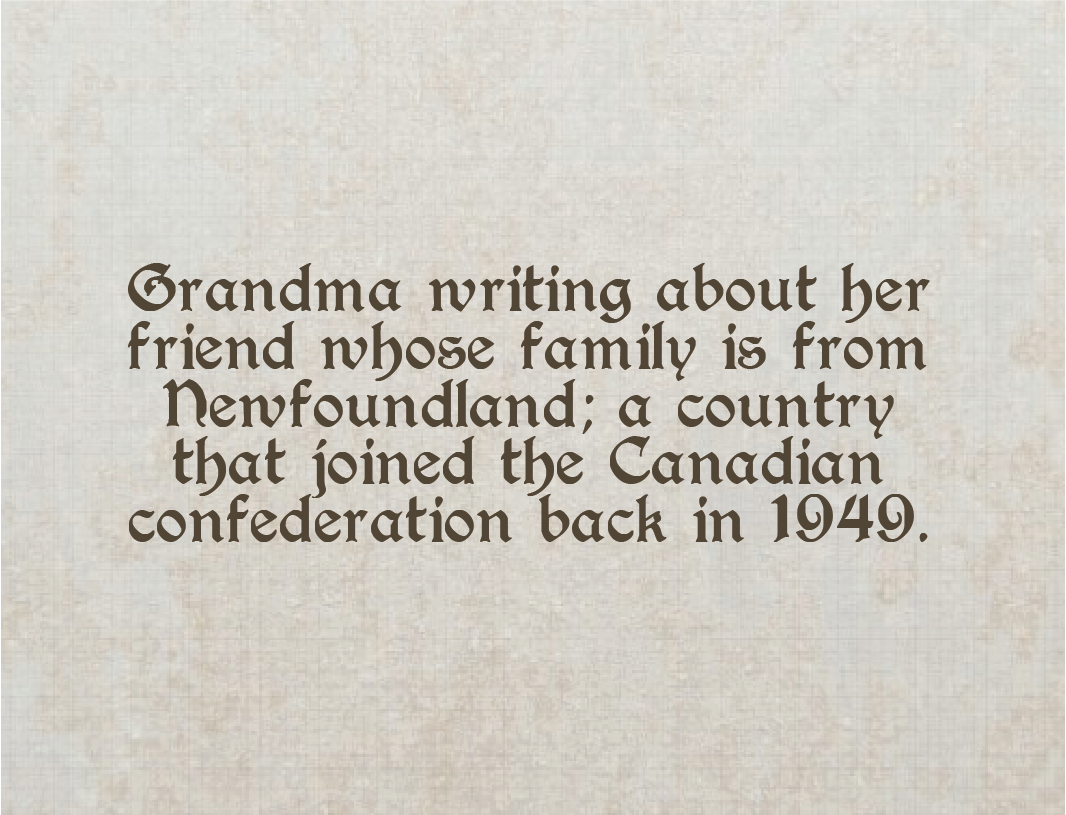 Grandma writing about her
friend whose family is from
Newfoundland; a country
that joined the Canadian
confederation back in 1949.